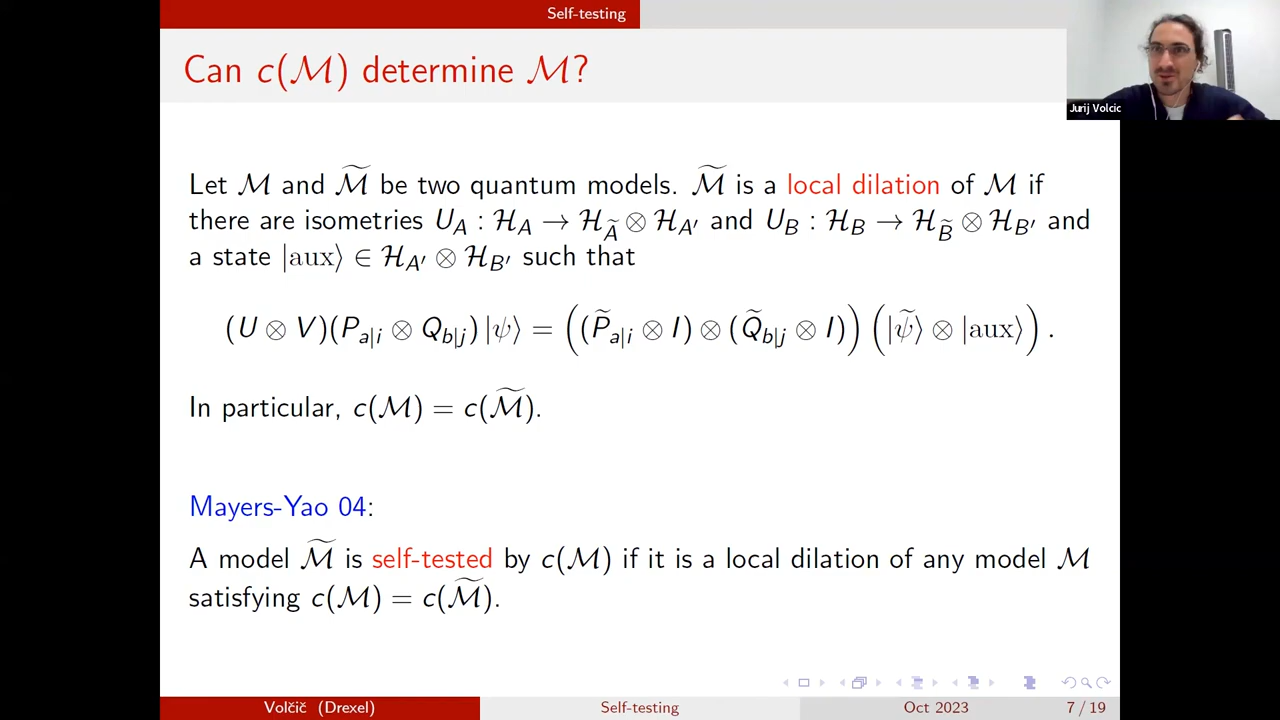 Self-testing
Can c(ℳ) determine ℳ?
Jurij Volcic
Let ℳ and ℳ̃ be two quantum models. ℳ̃ is a local dilation of ℳ if
there are isometries U_A : ℋ_A → ℋ_Ã ⊗ ℋ_A′ and U_B : ℋ_B → ℋ_B̃ ⊗ ℋ_B′ and
a state |aux⟩ ∈ ℋ_A′ ⊗ ℋ_B′ such that
(U ⊗ V)(P_{a|i} ⊗ Q_{b|j}) |ψ⟩ = ((P̃_{a|i} ⊗ I) ⊗ (Q̃_{b|j} ⊗ I)) (|ψ̃⟩ ⊗ |aux⟩) .
In particular, c(ℳ) = c(ℳ̃).
Mayers-Yao 04:
A model ℳ̃ is self-tested by c(ℳ) if it is a local dilation of any model ℳ
satisfying c(ℳ) = c(ℳ̃).
Volčič (Drexel)
Self-testing
Oct 2023
7 / 19